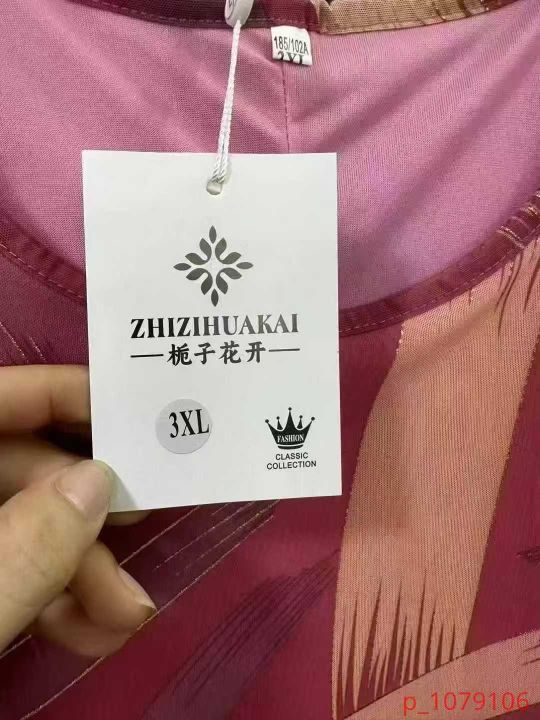 185/102A
ZHIZIHUAKAI
栀子花开
3XL
FASHION
CLASSIC
COLLECTION
p_1079106